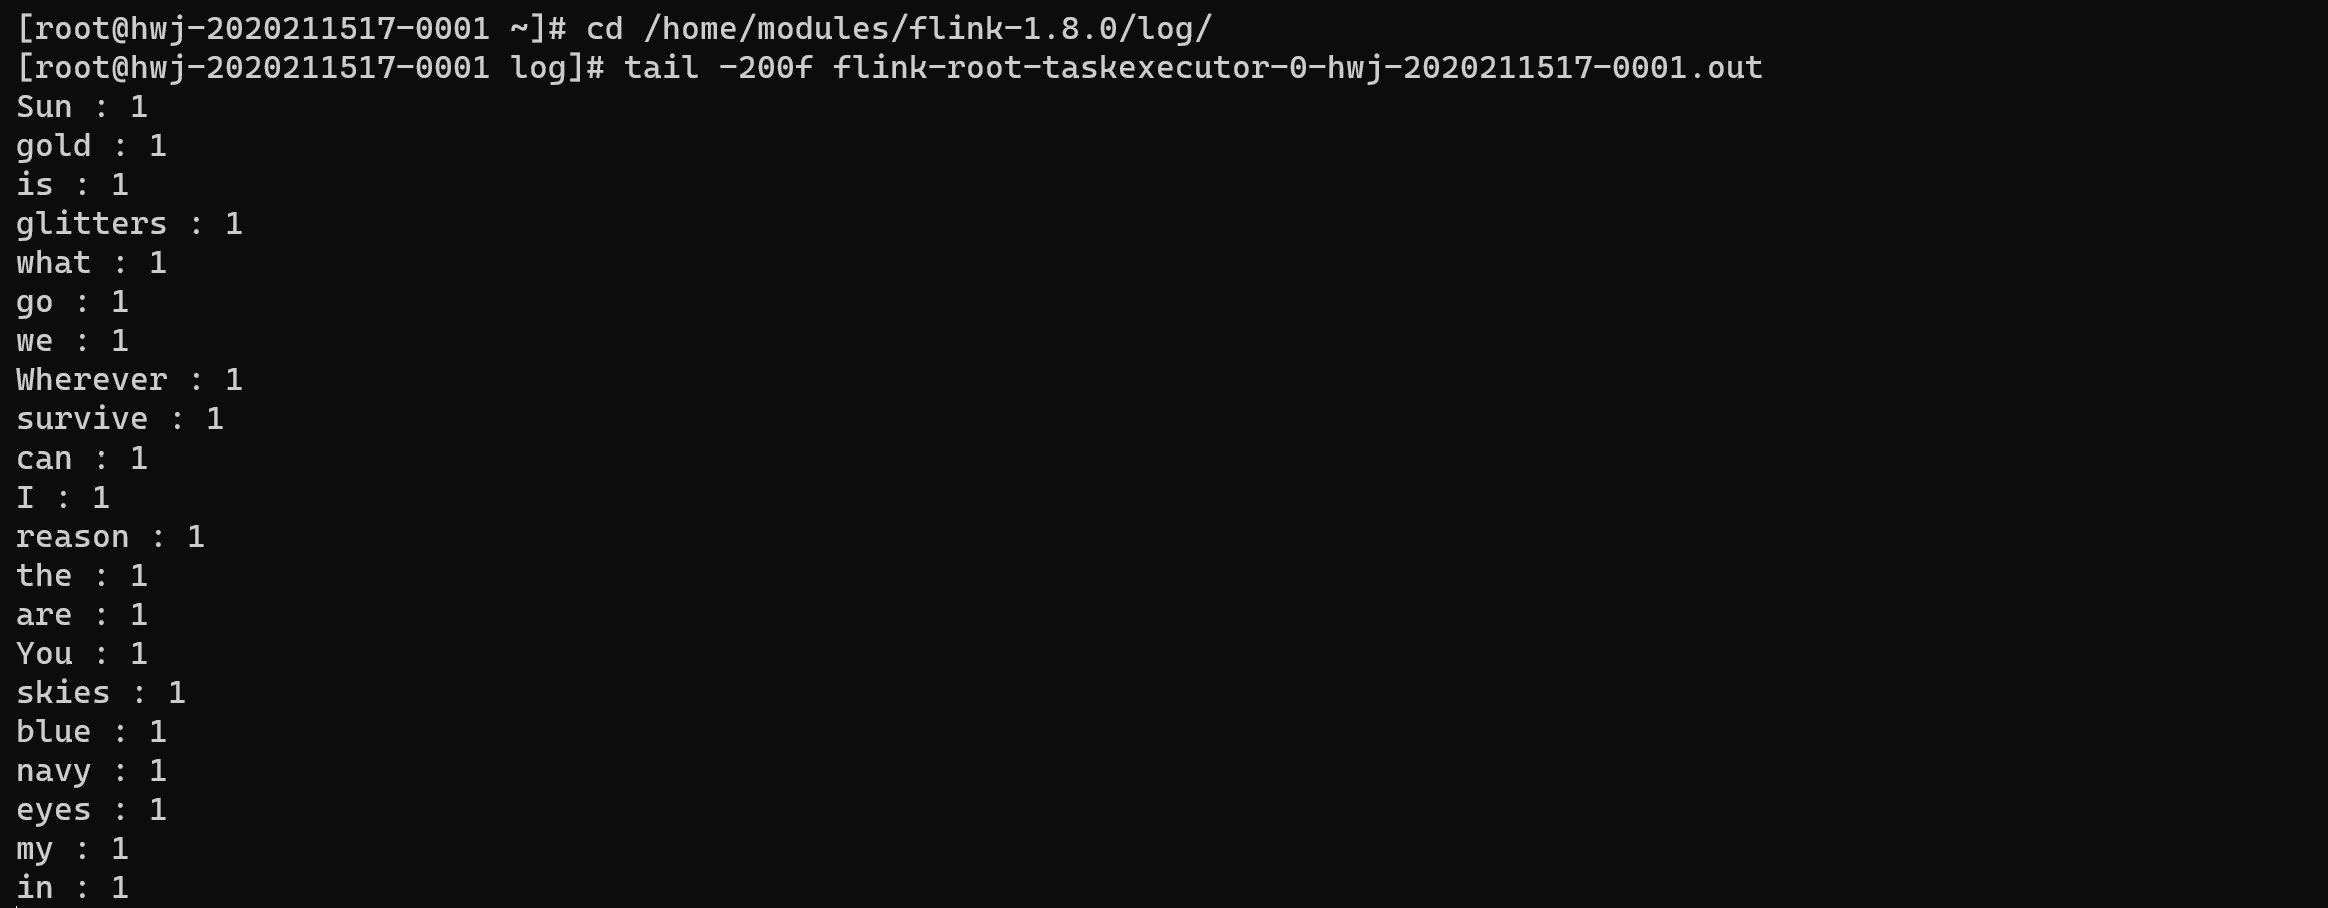 [root@hwj-2020211517-0001 ~]# cd /home/modules/flink-1.8.0/log/
[root@hwj-2020211517-0001 log]# tail -200f flink-root-taskexecutor-0-hwj-2020211517-0001.out
Sun : 1
gold : 1
is : 1
glitters : 1
what : 1
go : 1
we : 1
Wherever : 1
survive : 1
can : 1
I : 1
reason : 1
the : 1
are : 1
You : 1
skies : 1
blue : 1
navy : 1
eyes : 1
my : 1
in : 1